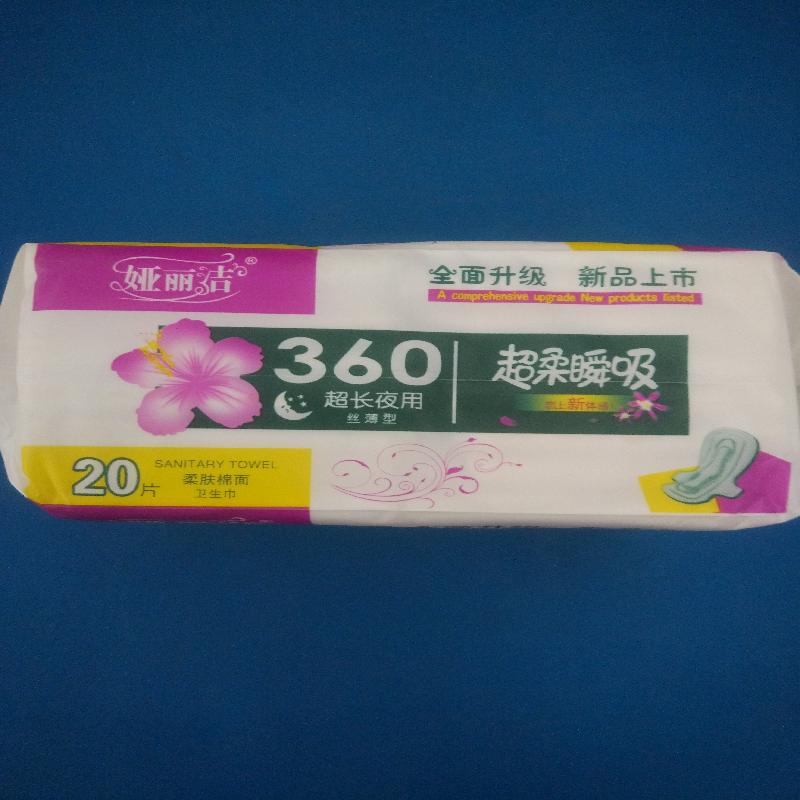 娅丽洁®
全面升级 新品上市
A comprehensive upgrade New products listed
360
超长夜用
丝薄型
超柔瞬吸
新体
20片
SANITARY TOWEL
柔肤棉面
卫生巾